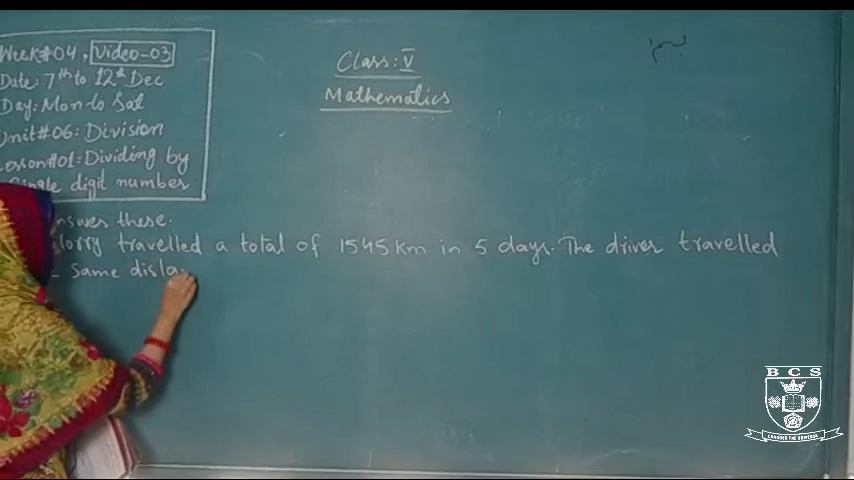 Week#04, Video-03
Date: 7th to 12th Dec
Day: Mon to Sat
Unit#06: Division
Lesson#01: Dividing by
Single digit number
Class: V
Mathematics
nswer these.
lorry travelled a total of 1545 km in 5 days. The driver travelled
same dista
BCS